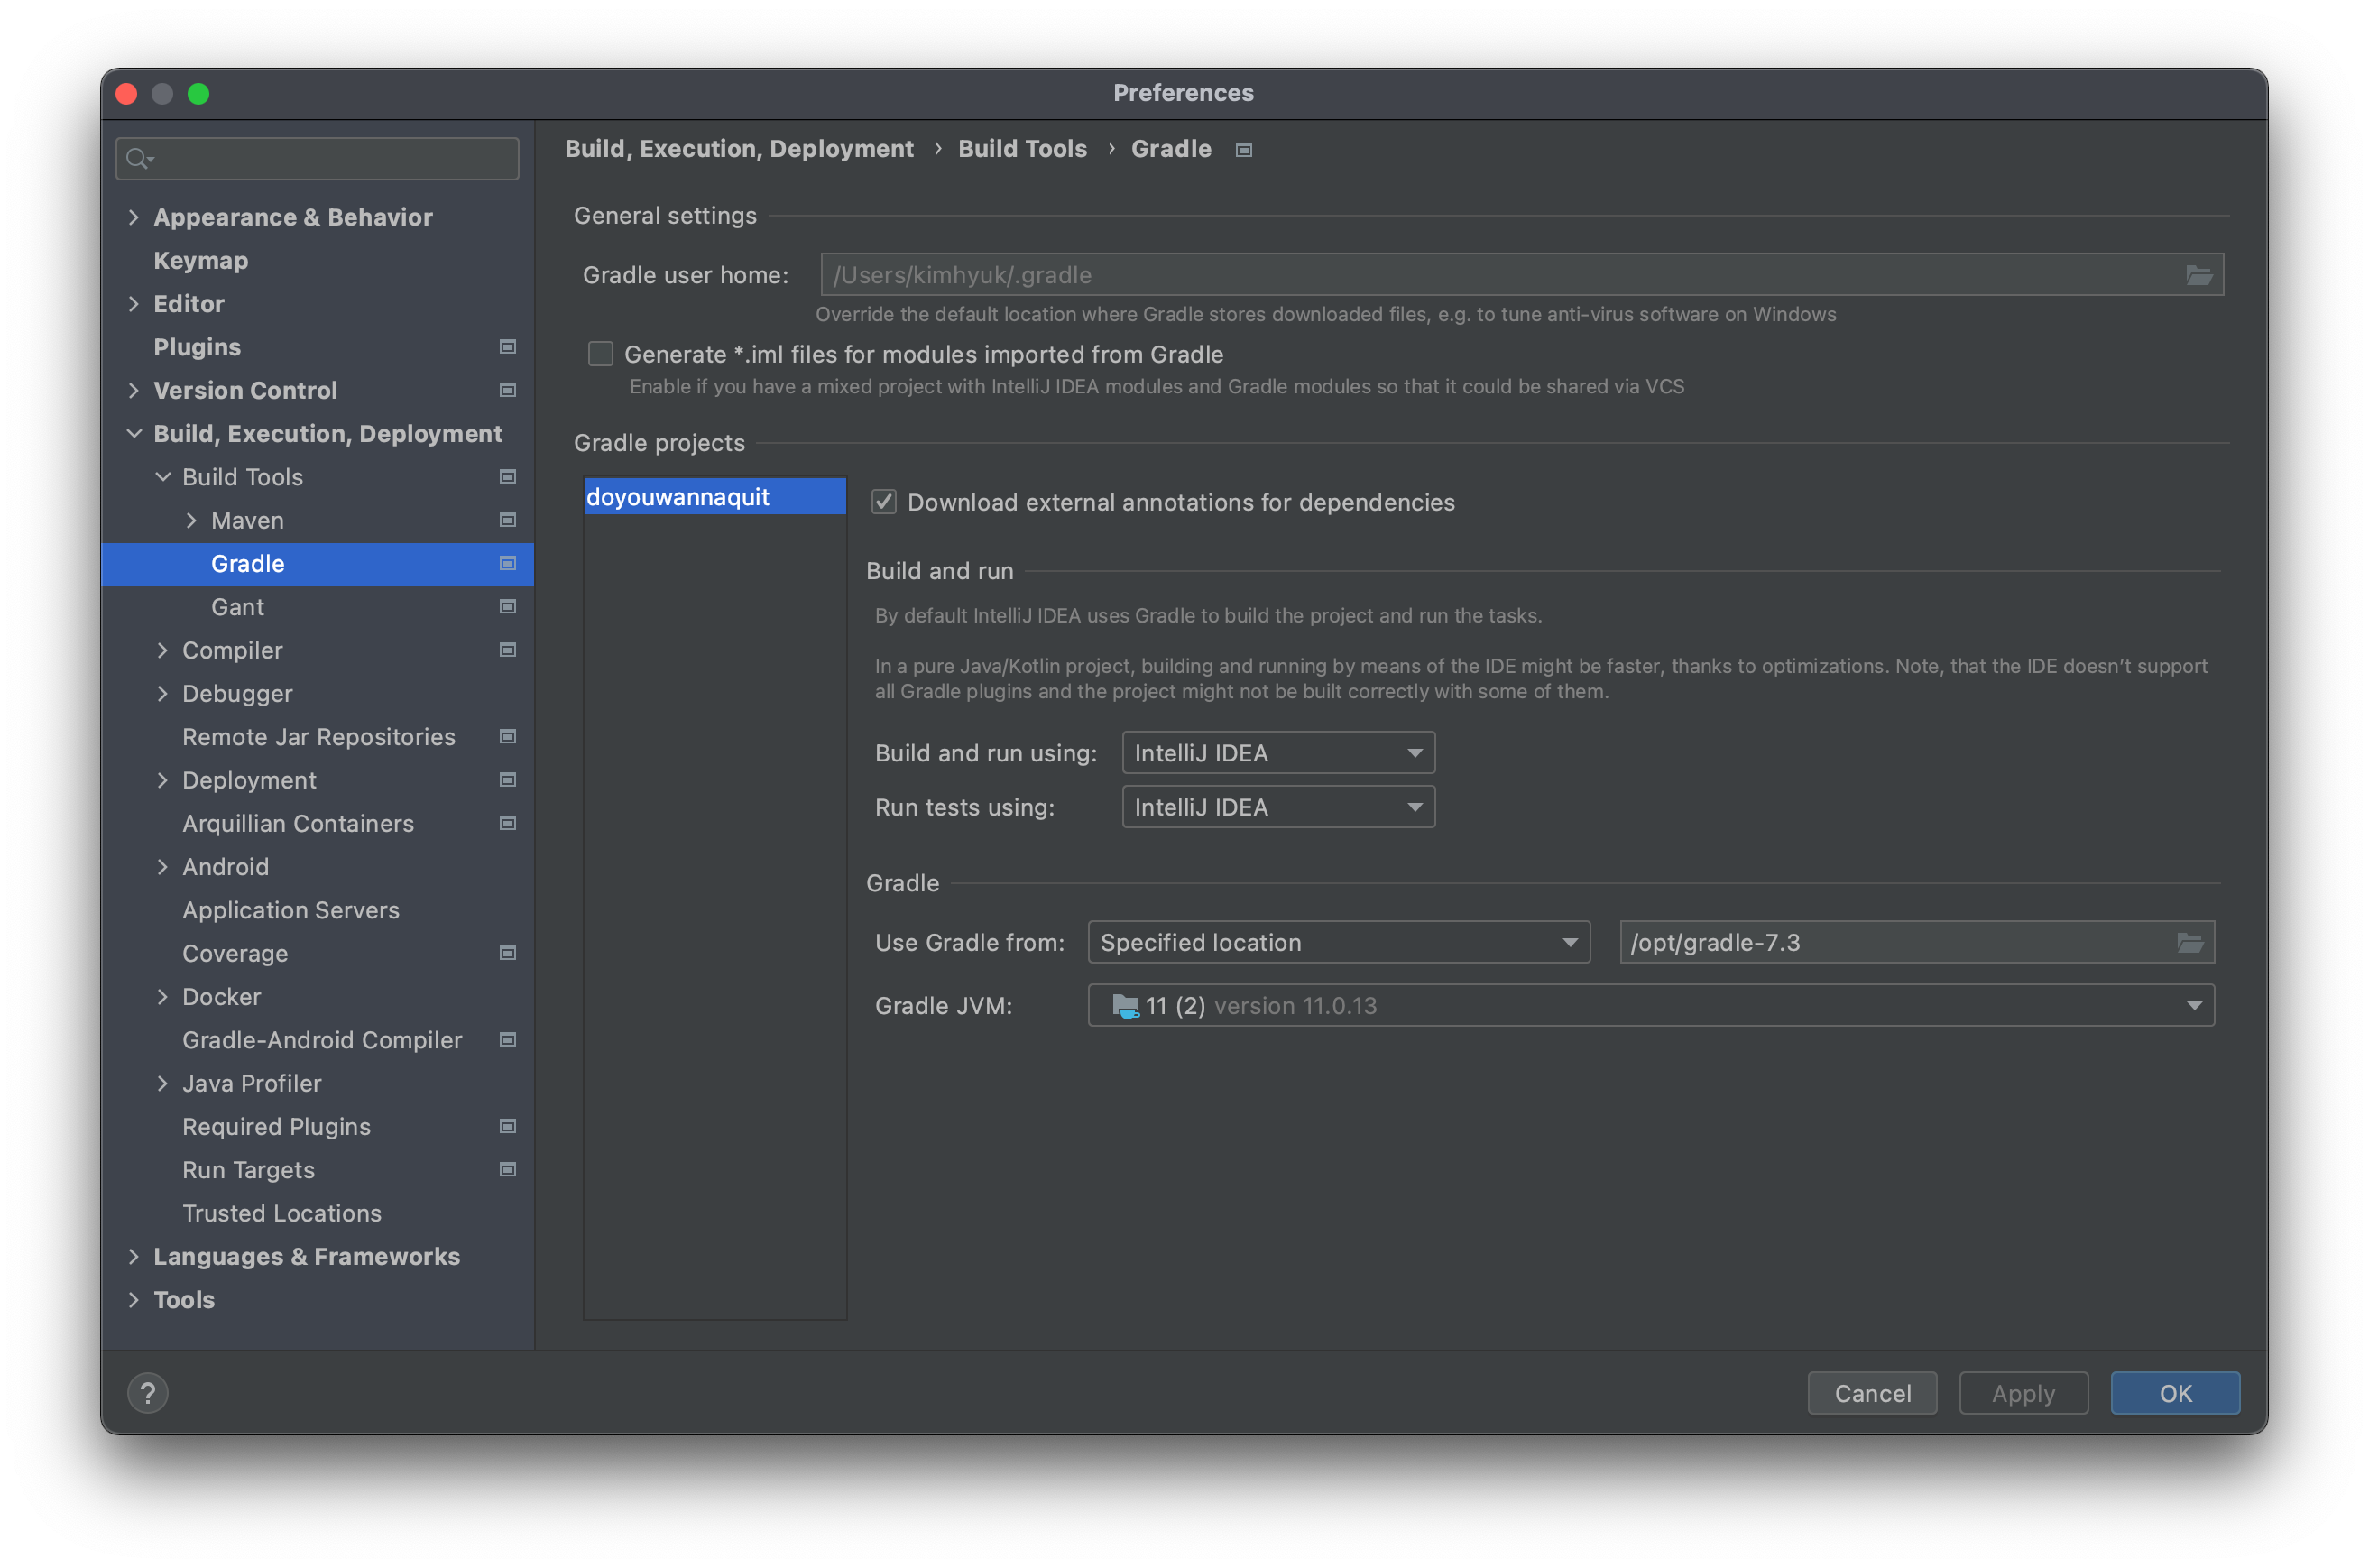 Preferences
Appearance & Behavior
Keymap
Editor
Plugins
Version Control
Build, Execution, Deployment
Build Tools
Maven
Gradle
Gant
Compiler
Debugger
Remote Jar Repositories
Deployment
Arquillian Containers
Android
Application Servers
Coverage
Docker
Gradle-Android Compiler
Java Profiler
Required Plugins
Run Targets
Trusted Locations
Languages & Frameworks
Tools
Build, Execution, Deployment › Build Tools › Gradle
General settings
Gradle user home: /Users/kimhyuk/.gradle
Override the default location where Gradle stores downloaded files, e.g. to tune anti-virus software on Windows
Generate *.iml files for modules imported from Gradle
Enable if you have a mixed project with IntelliJ IDEA modules and Gradle modules so that it could be shared via VCS
Gradle projects
doyouwannaquit
Download external annotations for dependencies
Build and run
By default IntelliJ IDEA uses Gradle to build the project and run the tasks.
In a pure Java/Kotlin project, building and running by means of the IDE might be faster, thanks to optimizations. Note, that the IDE doesn't support
all Gradle plugins and the project might not be built correctly with some of them.
Build and run using: IntelliJ IDEA
Run tests using: IntelliJ IDEA
Gradle
Use Gradle from: Specified location /opt/gradle-7.3
Gradle JVM: 11 (2) version 11.0.13
? Cancel Apply OK